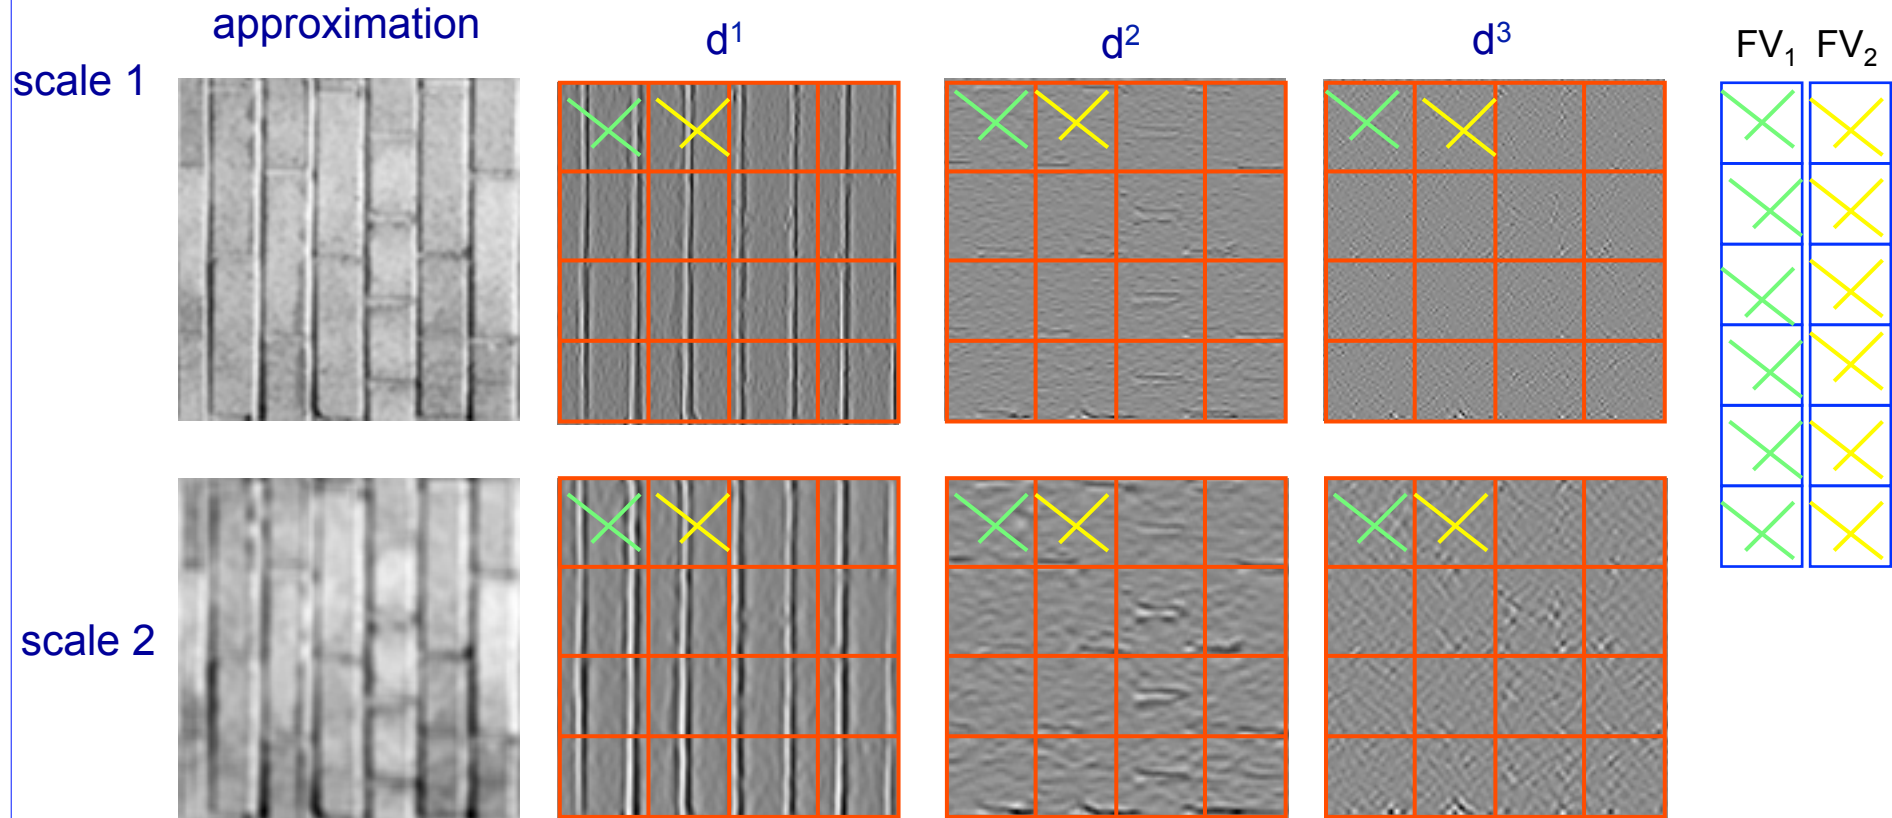 approximation
d¹
d²
d³
FV₁ FV₂
scale 1
scale 2